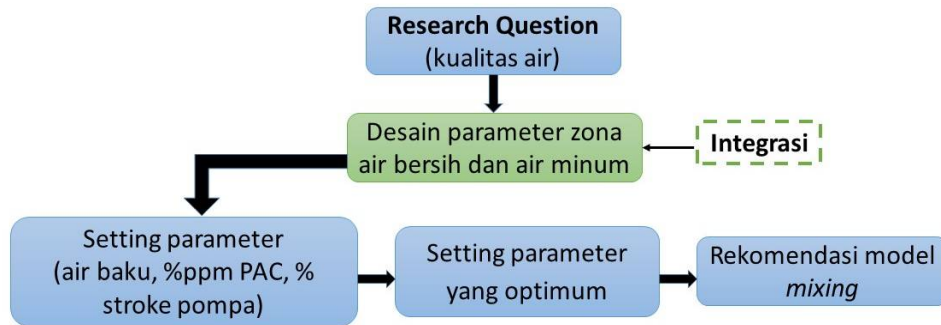 Research Question
(kualitas air)
Desain parameter zona
air bersih dan air minum
Integrasi
Setting parameter
(air baku, %ppm PAC, %
stroke pompa)
Setting parameter
yang optimum
Rekomendasi model
mixing